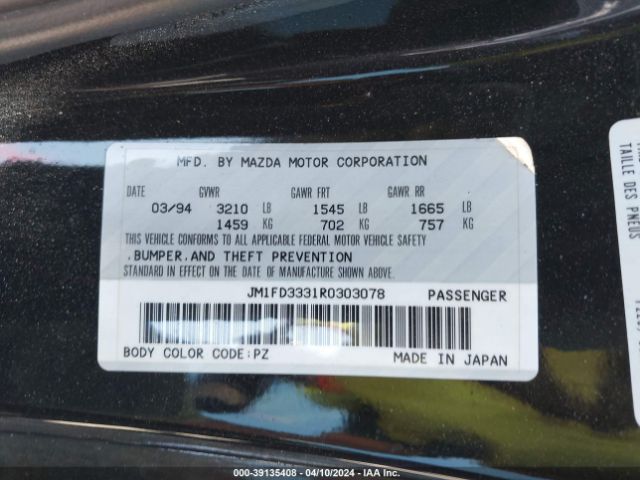 MFD. BY MAZDA MOTOR CORPORATION
DATE GVWR GAWR FRT GAWR RR
03/94 3210 LB 1545 LB 1665 LB
1459 KG 702 KG 757 KG
THIS VEHICLE CONFORMS TO ALL APPLICABLE FEDERAL MOTOR VEHICLE SAFETY
.BUMPER.AND THEFT PREVENTION
STANDARD IN EFFECT ON THE DATE OF MANUFACTURE SHOWN ABOVE.
JM1FD3331R0303078 PASSENGER
BODY COLOR CODE:PZ MADE IN JAPAN
TAILLE DES PNEUS
000-39135408 - 04/10/2024 - IAA Inc.